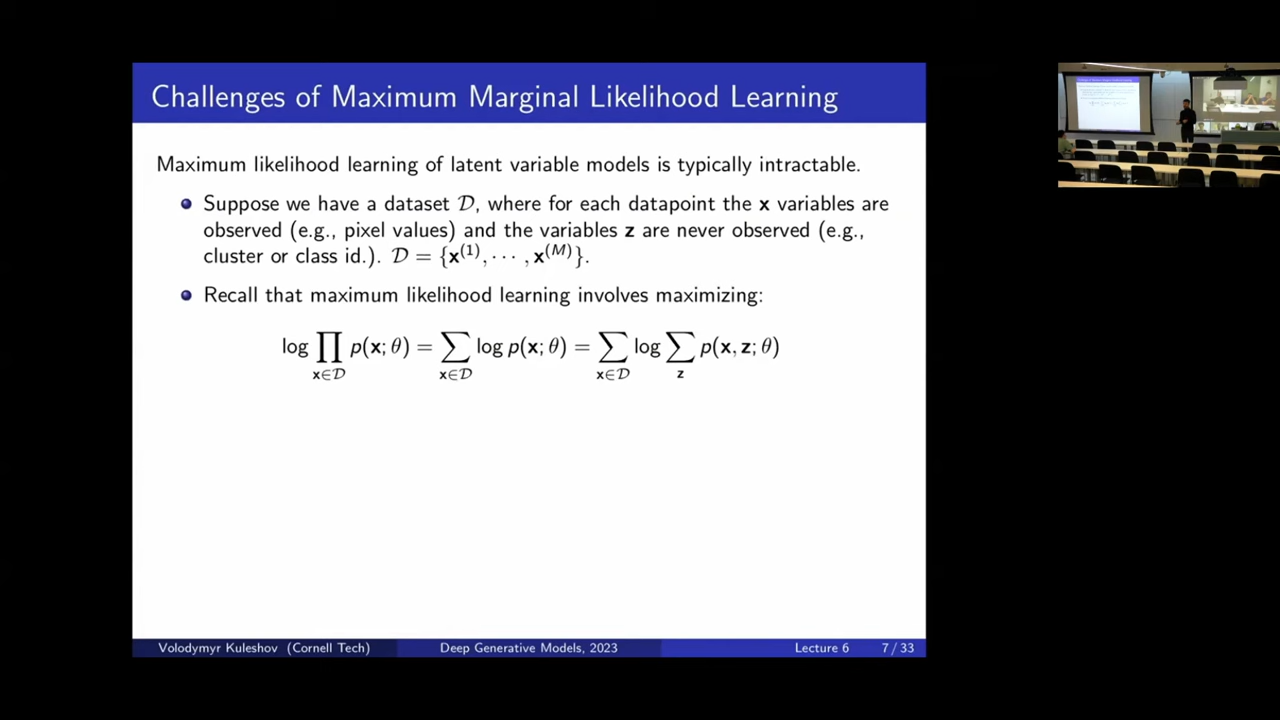 Challenges of Maximum Marginal Likelihood Learning
Maximum likelihood learning of latent variable models is typically intractable.
Suppose we have a dataset 𝒟, where for each datapoint the x variables are
observed (e.g., pixel values) and the variables z are never observed (e.g.,
cluster or class id.). 𝒟 = {x^(1), ⋯ , x^(M)}.
Recall that maximum likelihood learning involves maximizing:
log ∏_{x∈𝒟} p(x; θ) = ∑_{x∈𝒟} log p(x; θ) = ∑_{x∈𝒟} log ∑_z p(x, z; θ)
Volodymyr Kuleshov (Cornell Tech) Deep Generative Models, 2023 Lecture 6 7 / 33